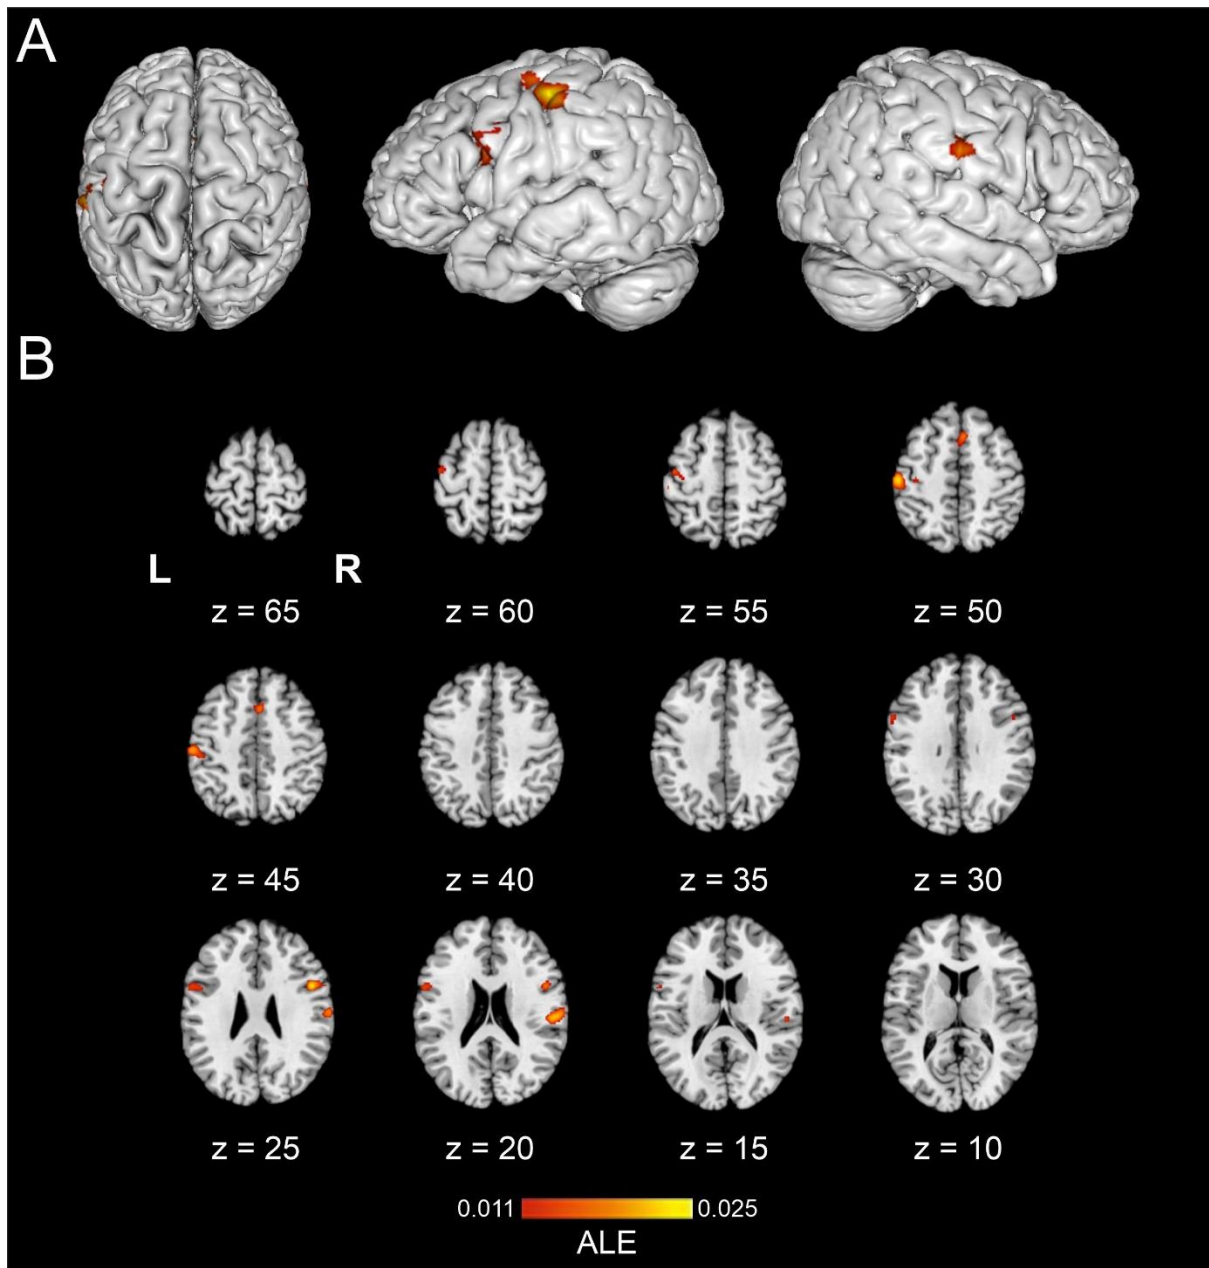 A
B
L R
z = 65 z = 60 z = 55 z = 50
z = 45 z = 40 z = 35 z = 30
z = 25 z = 20 z = 15 z = 10
0.011 0.025
ALE